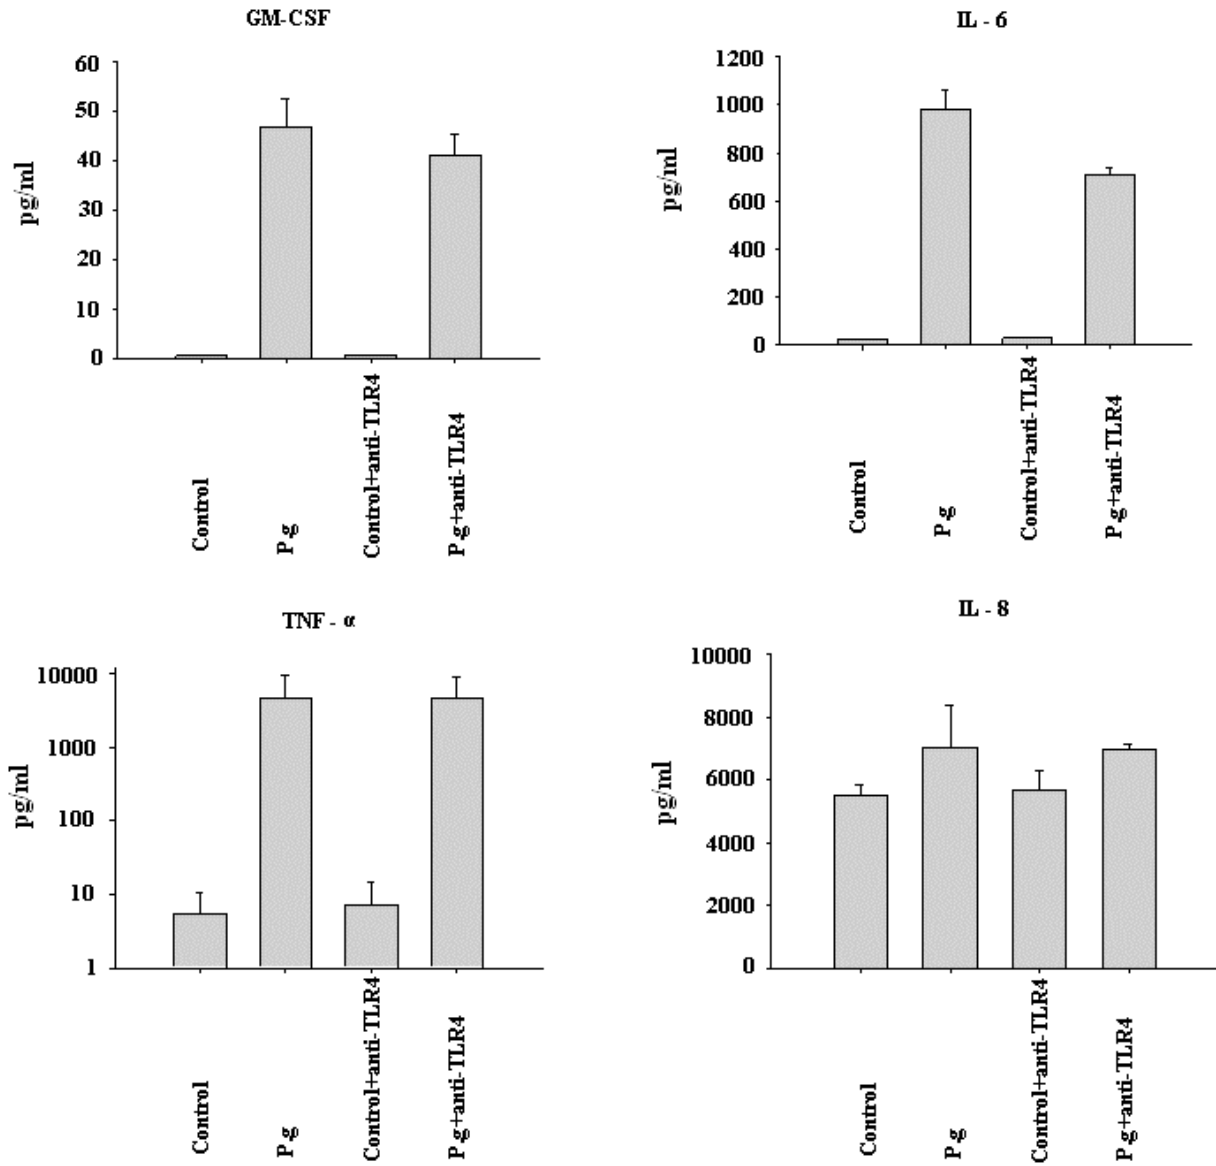 GM-CSF
pg/ml
60
50
40
30
20
10
0
Control
P.g
Control+anti-TLR4
P.g+anti-TLR4
IL - 6
pg/ml
1200
1000
800
600
400
200
0
Control
P.g
Control+anti-TLR4
P.g+anti-TLR4
TNF - α
pg/ml
10000
1000
100
10
1
Control
P.g
Control+anti-TLR4
P.g+anti-TLR4
IL - 8
pg/ml
10000
8000
6000
4000
2000
0
Control
P.g
Control+anti-TLR4
P.g+anti-TLR4